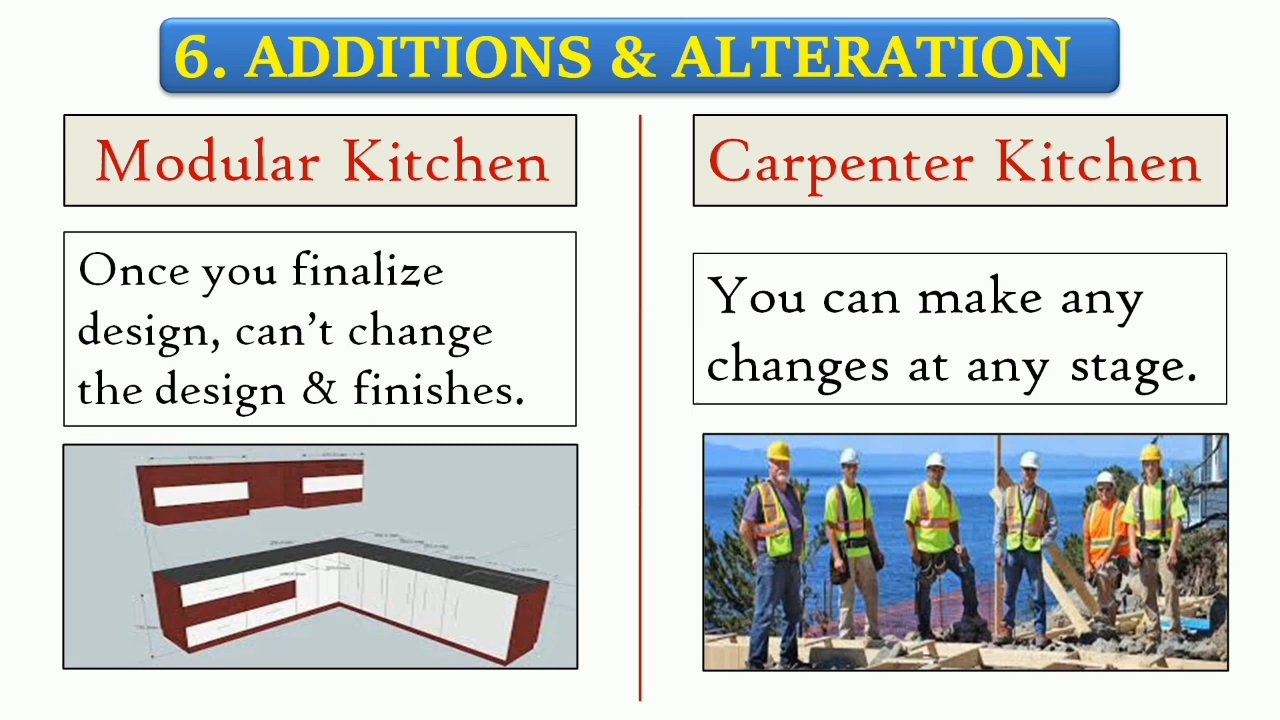 6. ADDITIONS & ALTERATION
Modular Kitchen
Once you finalize
design, can't change
the design & finishes.
Carpenter Kitchen
You can make any
changes at any stage.